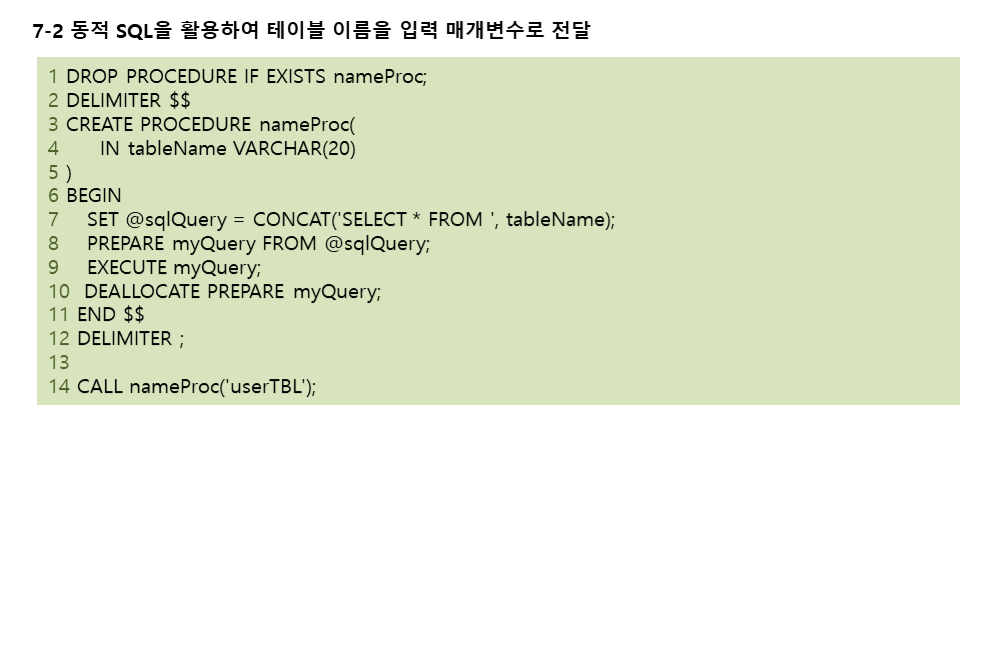 7-2 동적 SQL을 활용하여 테이블 이름을 입력 매개변수로 전달
1 DROP PROCEDURE IF EXISTS nameProc;
2 DELIMITER $$
3 CREATE PROCEDURE nameProc(
4 IN tableName VARCHAR(20)
5 )
6 BEGIN
7 SET @sqlQuery = CONCAT('SELECT * FROM ', tableName);
8 PREPARE myQuery FROM @sqlQuery;
9 EXECUTE myQuery;
10 DEALLOCATE PREPARE myQuery;
11 END $$
12 DELIMITER ;
13
14 CALL nameProc('userTBL');